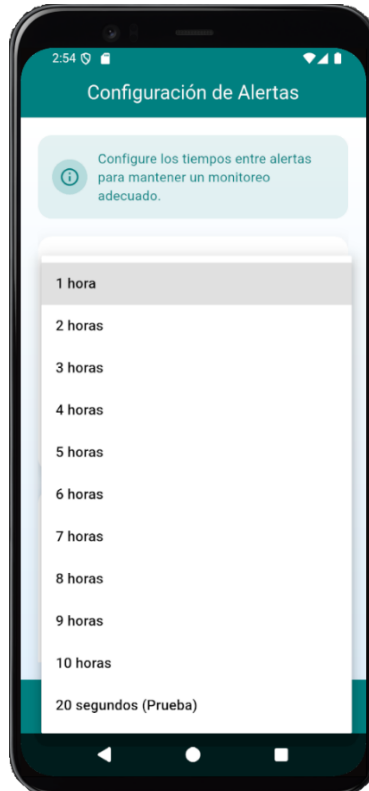 2:54
Configuración de Alertas
Configure los tiempos entre alertas
para mantener un monitoreo
adecuado.
1 hora
2 horas
3 horas
4 horas
5 horas
6 horas
7 horas
8 horas
9 horas
10 horas
20 segundos (Prueba)